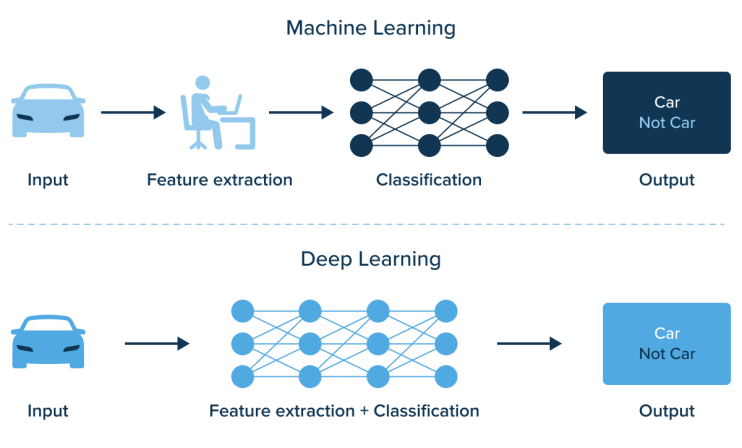 Machine Learning
Car
Not Car
Input
Feature extraction
Classification
Output
Deep Learning
Car
Not Car
Input
Feature extraction + Classification
Output